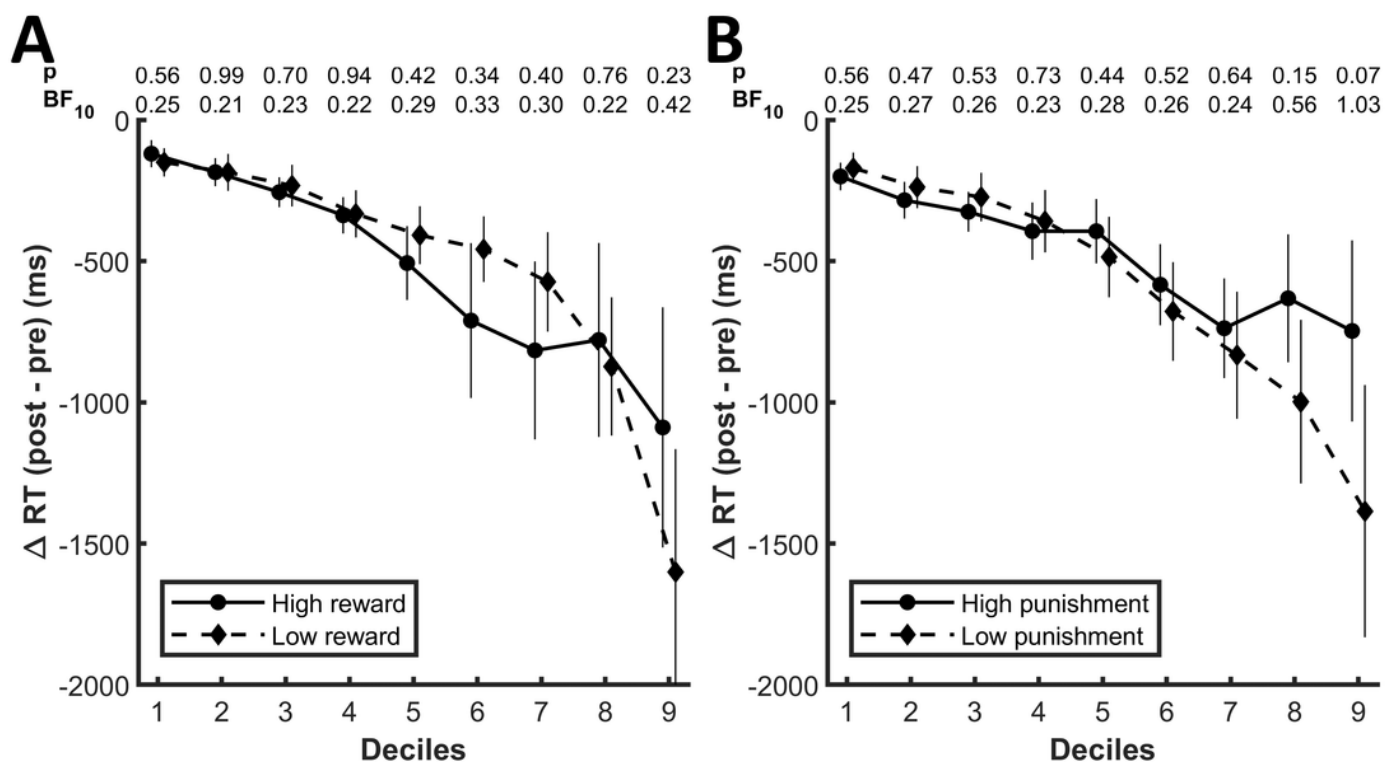 A
p 0.56 0.99 0.70 0.94 0.42 0.34 0.40 0.76 0.23
BF10 0.25 0.21 0.23 0.22 0.29 0.33 0.30 0.22 0.42
0
-500
-1000
-1500
-2000
Δ RT (post - pre) (ms)
High reward
Low reward
1 2 3 4 5 6 7 8 9
Deciles
B
p 0.56 0.47 0.53 0.73 0.44 0.52 0.64 0.15 0.07
BF10 0.25 0.27 0.26 0.23 0.28 0.26 0.24 0.56 1.03
0
-500
-1000
-1500
-2000
Δ RT (post - pre) (ms)
High punishment
Low punishment
1 2 3 4 5 6 7 8 9
Deciles